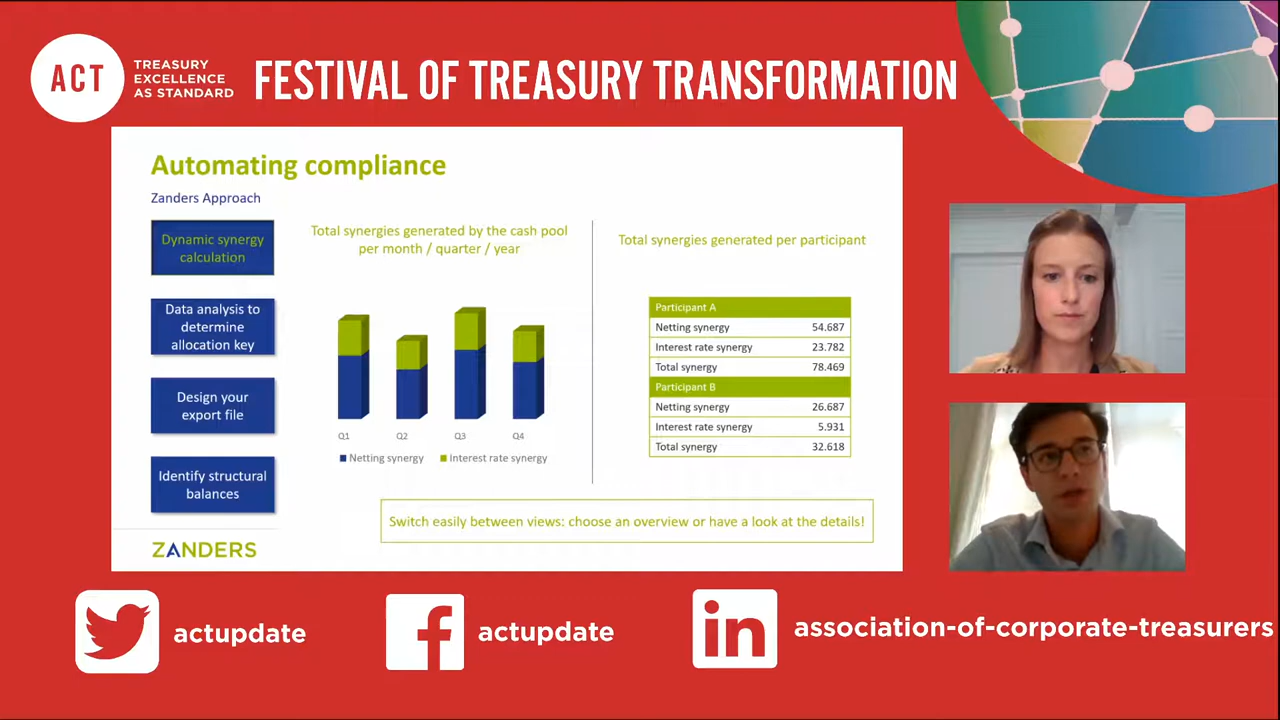 ACT
TREASURY
EXCELLENCE
AS STANDARD
FESTIVAL OF TREASURY TRANSFORMATION
Automating compliance
Zanders Approach
Dynamic synergy
calculation
Data analysis to
determine
allocation key
Design your
export file
Identify structural
balances
Total synergies generated by the cash pool
per month / quarter / year
Q1 Q2 Q3 Q4
Netting synergy Interest rate synergy
Total synergies generated per participant
Participant A
Netting synergy 54.687
Interest rate synergy 23.782
Total synergy 78.469
Participant B
Netting synergy 26.687
Interest rate synergy 5.931
Total synergy 32.618
Switch easily between views: choose an overview or have a look at the details!
ZANDERS
actupdate
actupdate
in association-of-corporate-treasurers